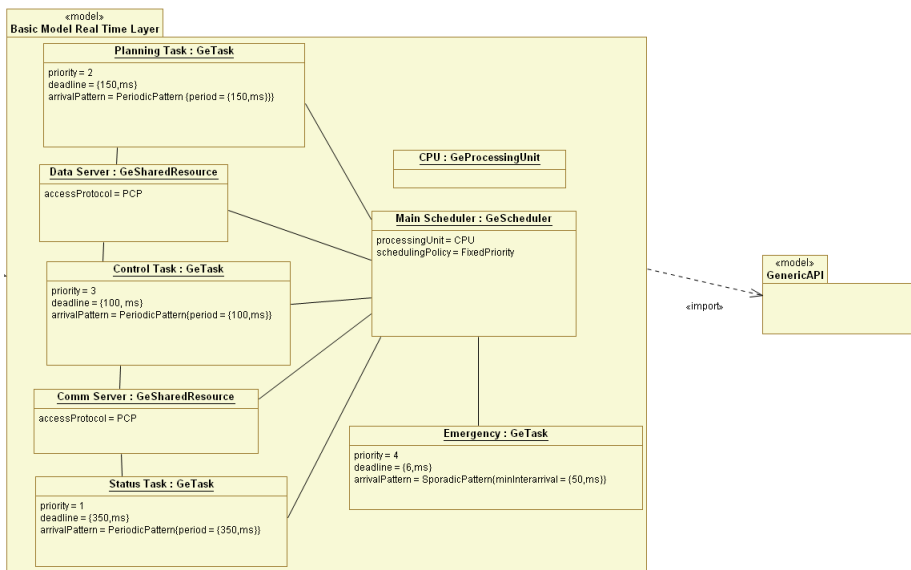 «model»
Basic Model Real Time Layer
Planning Task : GeTask
priority = 2
deadline = {150,ms}
arrivalPattern = PeriodicPattern {period = {150,ms}}}
Data Server : GeSharedResource
accessProtocol = PCP
Control Task : GeTask
priority = 3
deadline = {100, ms}
arrivalPattern = PeriodicPattern{period = {100,ms}}
Comm Server : GeSharedResource
accessProtocol = PCP
Status Task : GeTask
priority = 1
deadline = {350,ms}
arrivalPattern = PeriodicPattern{period = {350,ms}}
CPU : GeProcessingUnit
Main Scheduler : GeScheduler
processingUnit = CPU
schedulingPolicy = FixedPriority
Emergency : GeTask
priority = 4
deadline = {6,ms}
arrivalPattern = SporadicPattern(minInterarrival = {50,ms})
«import»
«model»
GenericAPI